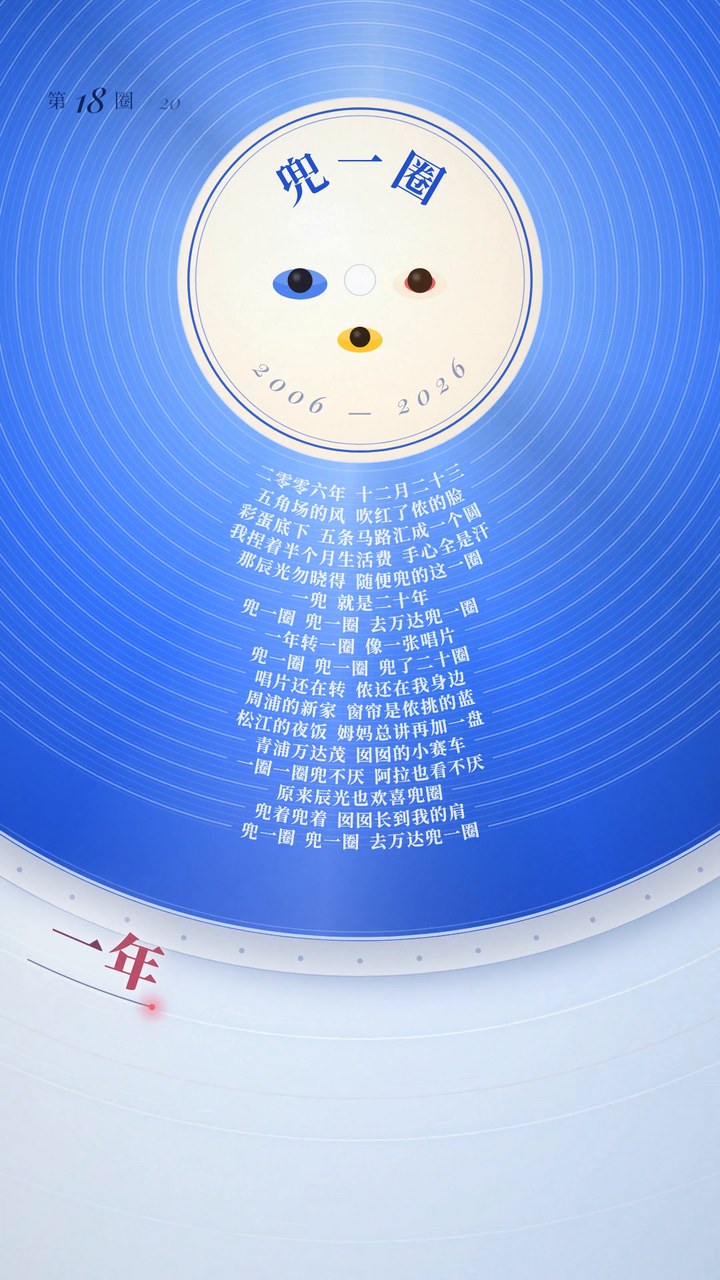 第 18 圈 20
兜一圈
2006 — 2026
二零零六年 十二月二十三
五角场的风 吹红了侬的脸
彩蛋底下 五条马路汇成一个圆
我捏着半个月生活费 手心全是汗
那辰光勿晓得 随便兜的这一圈
一兜 就是二十年
兜一圈 兜一圈 去万达兜一圈
一年转一圈 像一张唱片
兜一圈 兜一圈 兜了二十圈
唱片还在转 侬还在我身边
周浦的新家 窗帘是侬挑的蓝
松江的夜饭 姆妈总讲再加一盘
青浦万达茂 囡囡的小赛车
一圈一圈兜不厌 阿拉也看不厌
原来辰光也欢喜兜圈
兜着兜着 囡囡长到我的肩
兜一圈 兜一圈 去万达兜一圈
一年